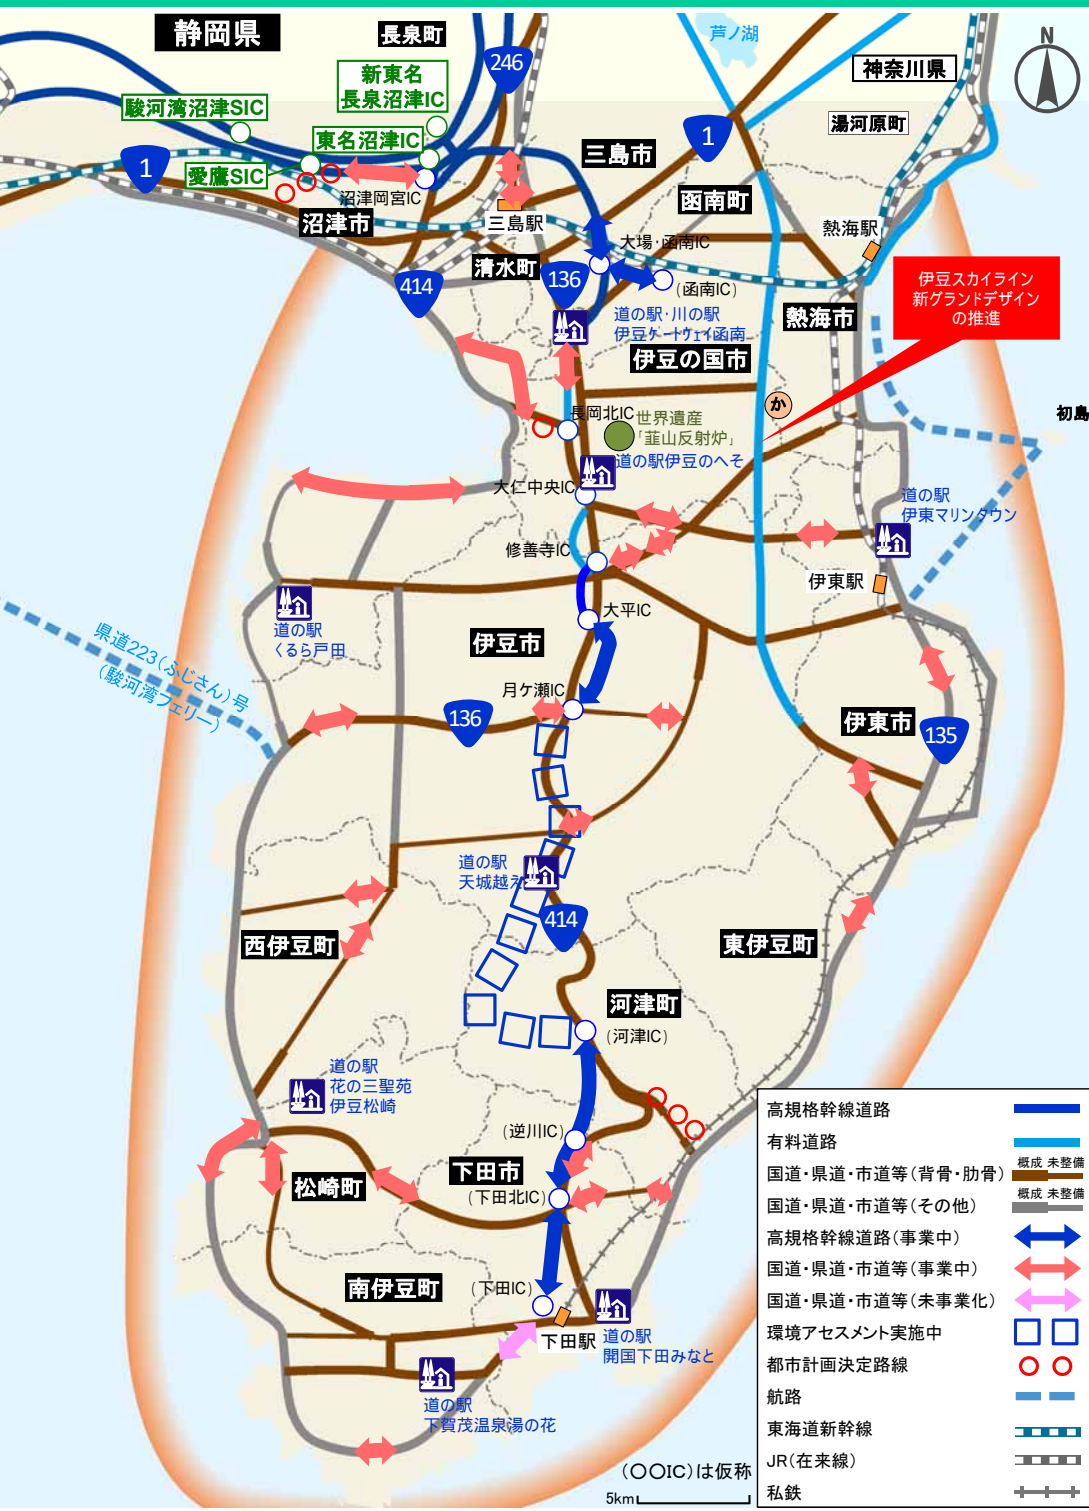 静岡県
長泉町
246
芦ノ湖
N
神奈川県
新東名
長泉沼津IC
駿河湾沼津SIC
湯河原町
東名沼津IC
1
三島市
1
愛鷹SIC
沼津岡宮IC
函南町
沼津市
三島駅
熱海駅
大場・函南IC
清水町
136
414
(函南IC)
伊豆スカイライン
新グランドデザイン
の推進
道の駅・川の駅
伊豆ゲートウェイ函南
熱海市
伊豆の国市
か
初島
長岡北IC
世界遺産
「韮山反射炉」
道の駅伊豆のへそ
大仁中央IC
道の駅
伊東マリンタウン
修善寺IC
伊東駅
大平IC
道の駅
くるら戸田
県道223(ふじさん)号
(駿河湾フェリー)
伊豆市
月ケ瀬IC
136
伊東市
135
道の駅
天城越え
414
西伊豆町
東伊豆町
河津町
(河津IC)
道の駅
花の三聖苑
伊豆松崎
(逆川IC)
下田市
松崎町
(下田北IC)
南伊豆町
(下田IC)
下田駅
道の駅
開国下田みなと
道の駅
下賀茂温泉湯の花
高規格幹線道路
有料道路
概成 未整備
国道・県道・市道等(背骨・肋骨)
概成 未整備
国道・県道・市道等(その他)
高規格幹線道路(事業中)
国道・県道・市道等(事業中)
国道・県道・市道等(未事業化)
環境アセスメント実施中
都市計画決定路線
航路
東海道新幹線
JR(在来線)
私鉄
(〇〇IC)は仮称
5km